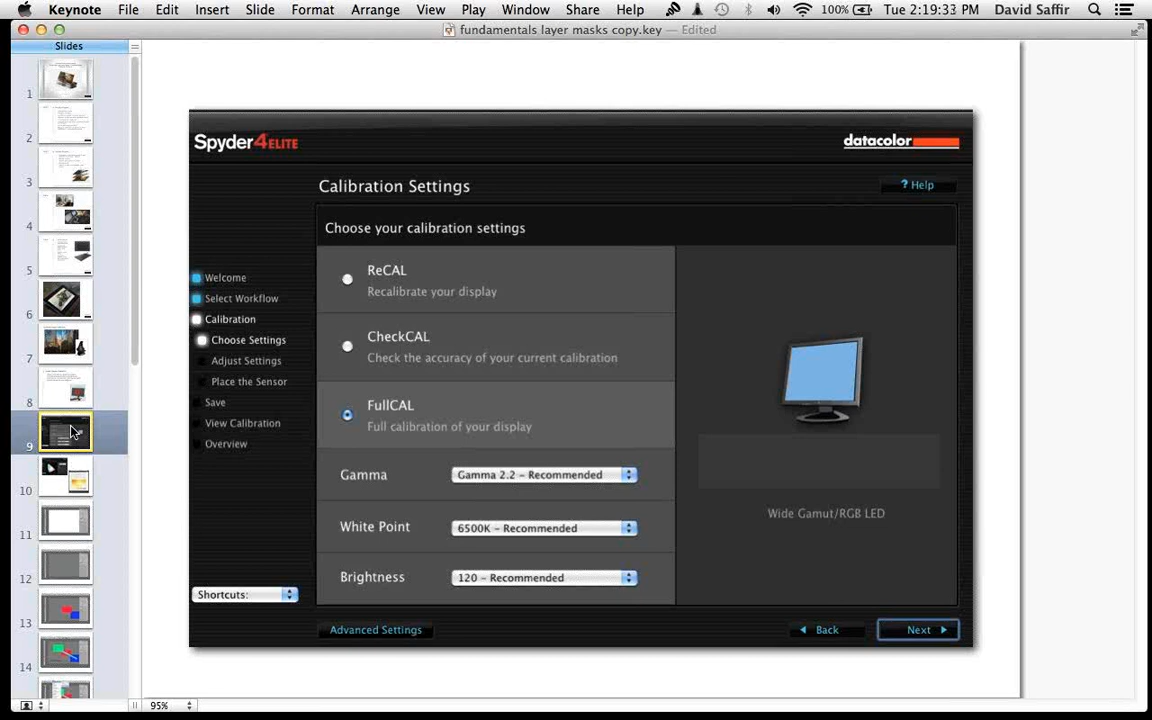 Keynote File Edit Insert Slide Format Arrange View Play Window Share Help 100% Tue 2:19:33 PM David Saffir
fundamentals layer masks copy.key — Edited
Slides
1
2
3
4
5
6
7
8
9
10
11
12
13
14
Spyder4ELITE
datacolor
Calibration Settings
? Help
Choose your calibration settings
Welcome
Select Workflow
Calibration
Choose Settings
Adjust Settings
Place the Sensor
Save
View Calibration
Overview
ReCAL
Recalibrate your display
CheckCAL
Check the accuracy of your current calibration
FullCAL
Full calibration of your display
Gamma Gamma 2.2 – Recommended
White Point 6500K – Recommended
Brightness 120 – Recommended
Wide Gamut/RGB LED
Shortcuts:
Advanced Settings
Back
Next
95%